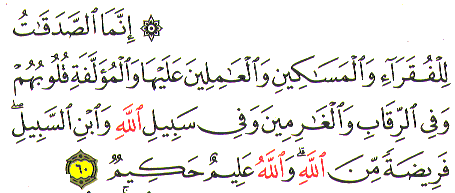 ۞ إِنَّمَا ٱلصَّدَقَٰتُ
لِلْفُقَرَآءِ وَٱلْمَسَٰكِينِ وَٱلْعَٰمِلِينَ عَلَيْهَا وَٱلْمُؤَلَّفَةِ قُلُوبُهُمْ
وَفِى ٱلرِّقَابِ وَٱلْغَٰرِمِينَ وَفِى سَبِيلِ ٱللَّهِ وَٱبْنِ ٱلسَّبِيلِ ۖ
فَرِيضَةً مِّنَ ٱللَّهِ ۗ وَٱللَّهُ عَلِيمٌ حَكِيمٌ ٦٠